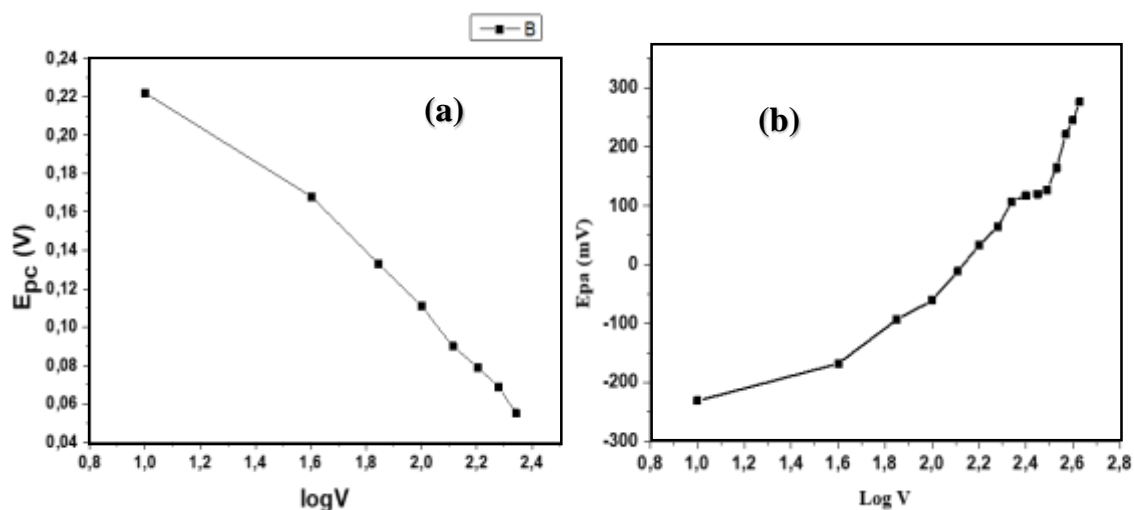 B
0,24
0,22
0,20
0,18
0,16
0,14
0,12
0,10
0,08
0,06
0,04
Epc (V)
(a)
0,8 1,0 1,2 1,4 1,6 1,8 2,0 2,2 2,4
logV
300
200
100
0
-100
-200
-300
Epa (mV)
(b)
0,8 1,0 1,2 1,4 1,6 1,8 2,0 2,2 2,4 2,6 2,8
Log V